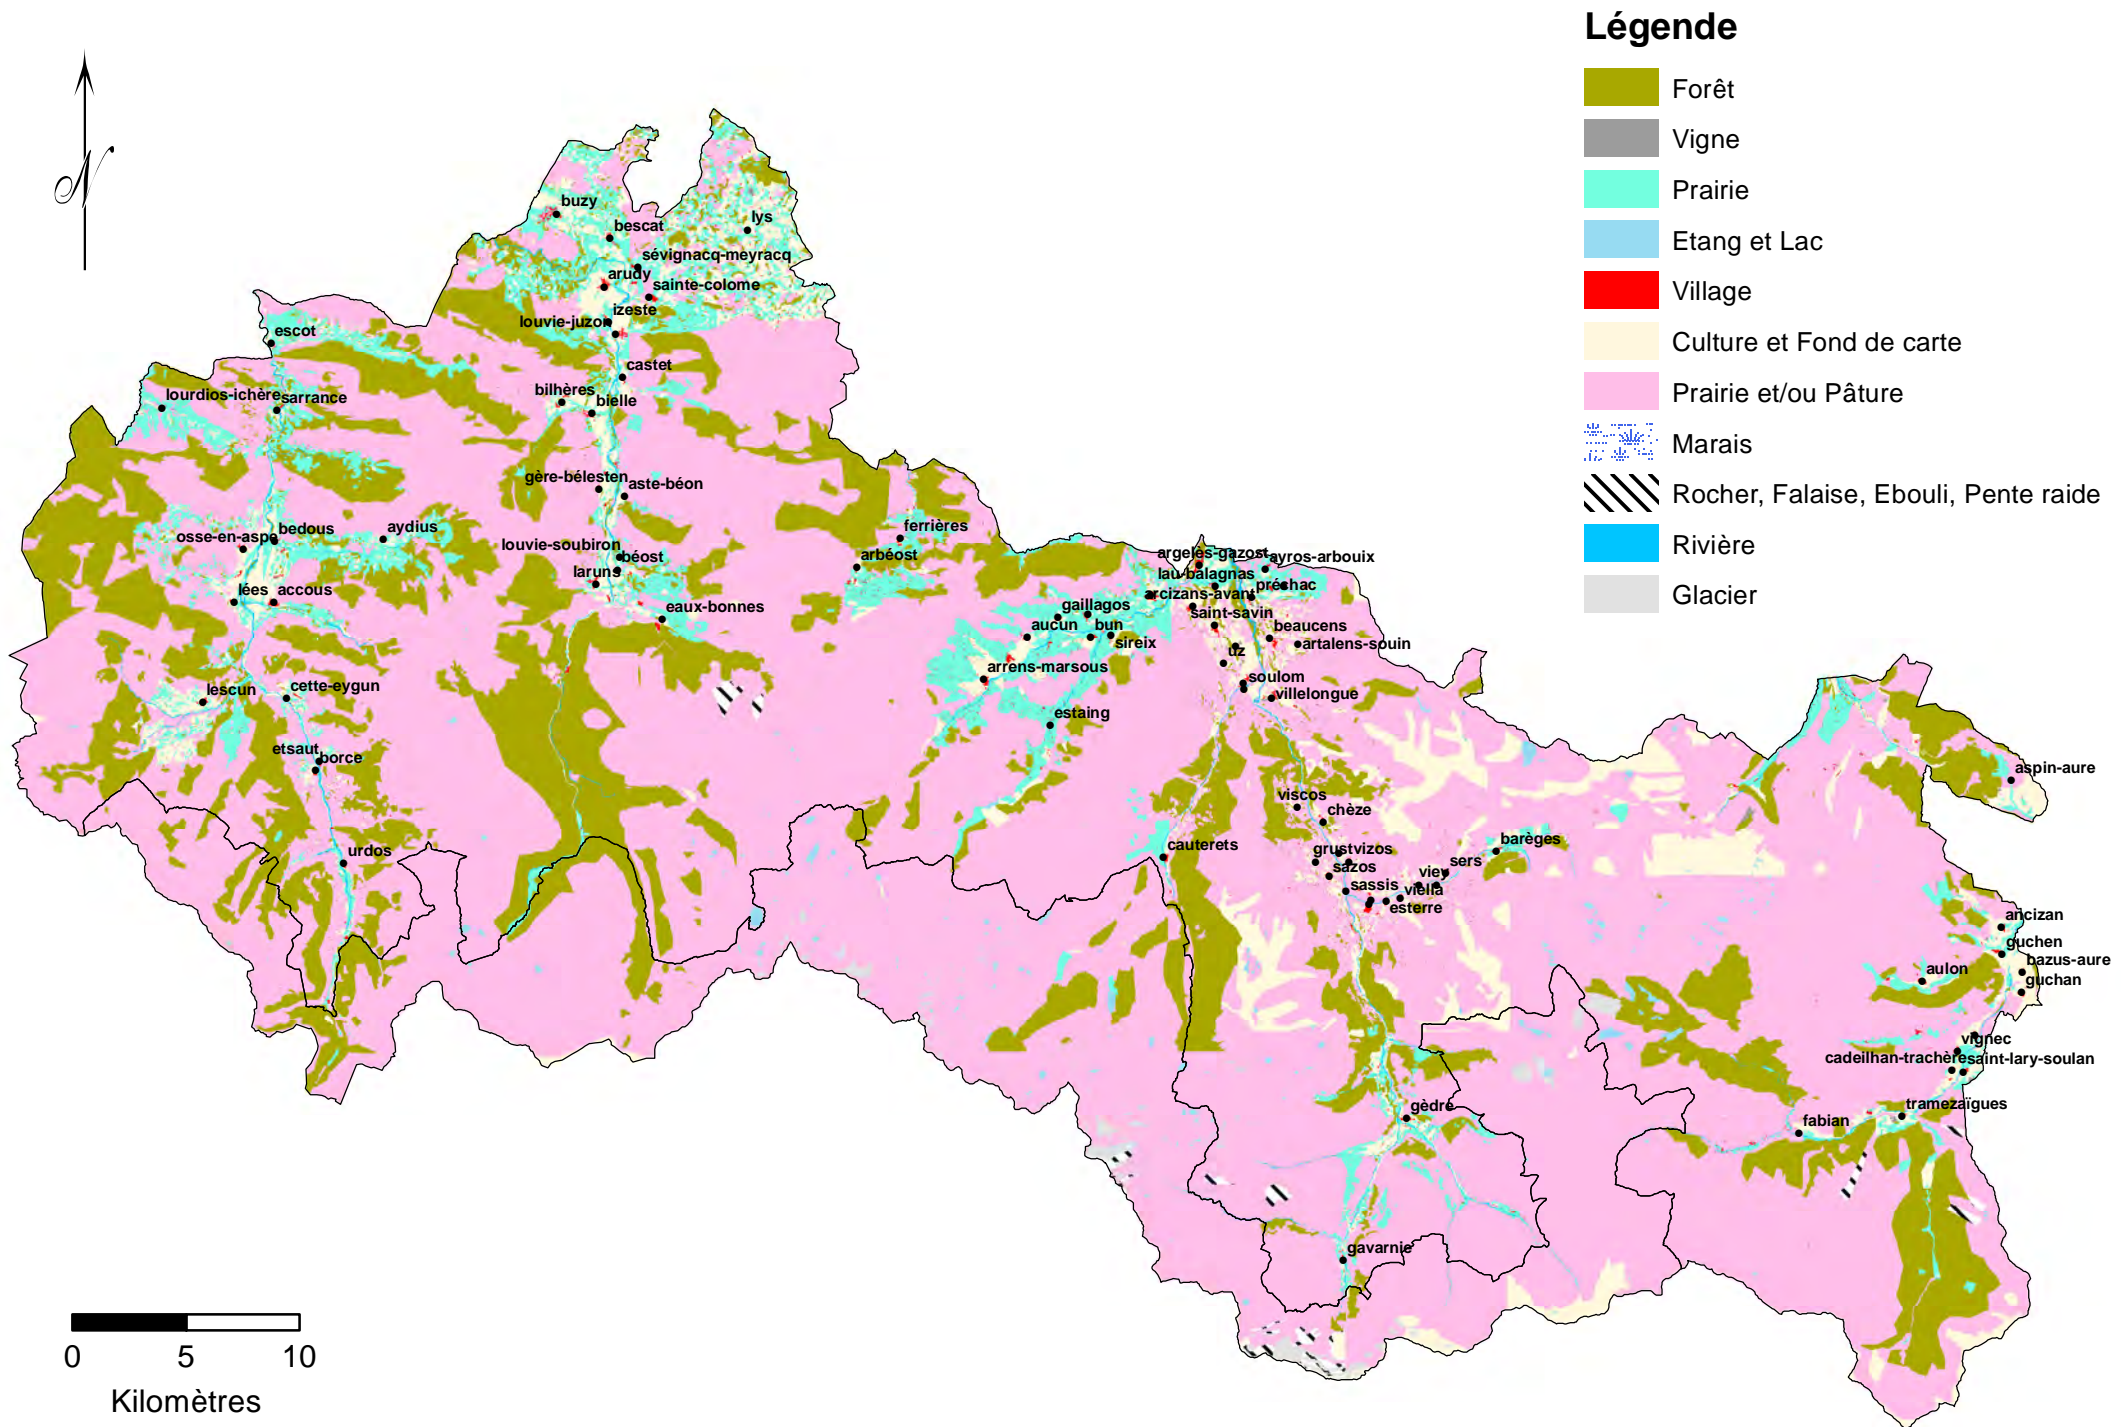 Légende
Forêt
Vigne
Prairie
Etang et Lac
Village
Culture et Fond de carte
Prairie et/ou Pâture
Marais
Rocher, Falaise, Ebouli, Pente raide
Rivière
Glacier
N
buzy
lys
bescat
sévignacq-meyracq
arudy
sainte-colome
izeste
louvie-juzon
escot
castet
bilhères
lourdios-ichère
sarrance
bielle
gère-bélesten
aste-béon
ferrières
bedous
aydius
osse-en-aspe
louvie-soubiron
béost
arbéost
argelès-gazost
ayros-arbouix
laruns
lau-balagnas
préchac
lées
accous
arcizans-avant
gaillagos
eaux-bonnes
saint-savin
aucun
bun
beaucens
sireix
artalens-souin
uz
arrens-marsous
soulom
lescun
cette-eygun
villelongue
estaing
etsaut
borce
aspin-aure
viscos
chèze
barèges
cauterets
urdos
grust
vizos
sers
sazos
viey
sassis
viella
esterre
ancizan
guchen
bazus-aure
aulon
guchan
vignec
cadeilhan-trachère
saint-lary-soulan
gèdre
tramezaïgues
fabian
gavarnie
0 5 10
Kilomètres